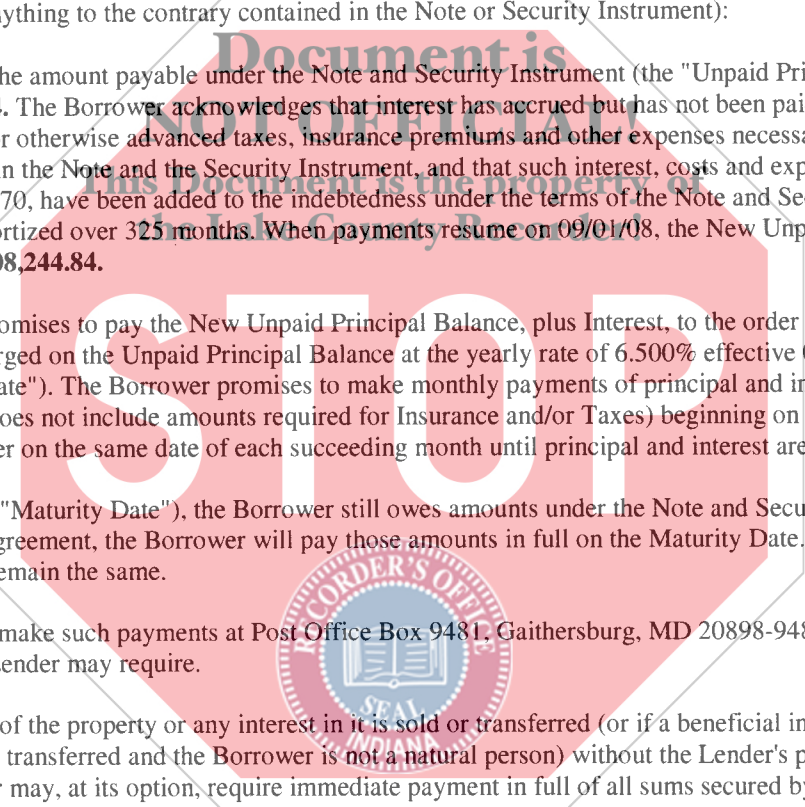 ything to the contrary contained in the Note or Security Instrument):
Document is
he amount payable under the Note and Security Instrument (the "Unpaid Pri
. The Borrower acknowledges that interest has accrued but has not been pai
NOT OFFICIAL!
r otherwise advanced taxes, insurance premiums and other expenses necessa
n the Note and the Security Instrument, and that such interest, costs and exp
This Document is the property of
70, have been added to the indebtedness under the terms of the Note and Se
the Lake County Recorder!
rtized over 325 months. When payments resume on 09/01/08, the New Unp
8,244.84.
STOP
omises to pay the New Unpaid Principal Balance, plus Interest, to the order
rged on the Unpaid Principal Balance at the yearly rate of 6.500% effective
ate"). The Borrower promises to make monthly payments of principal and in
oes not include amounts required for Insurance and/or Taxes) beginning on
er on the same date of each succeeding month until principal and interest are
"Maturity Date"), the Borrower still owes amounts under the Note and Secu
greement, the Borrower will pay those amounts in full on the Maturity Date.
emain the same.
RECORDER'S OFFICE
make such payments at Post Office Box 9481, Gaithersburg, MD 20898-948
ender may require.
SEAL
INDIANA
of the property or any interest in it is sold or transferred (or if a beneficial in
transferred and the Borrower is not a natural person) without the Lender's p
r may, at its option, require immediate payment in full of all sums secured by